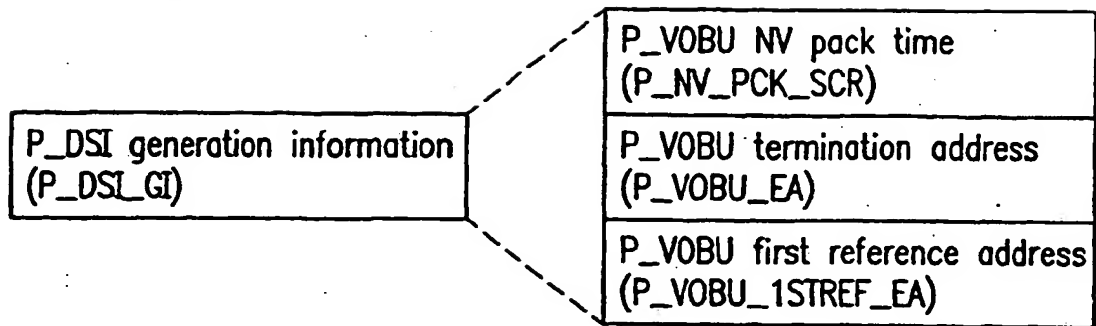 P_DSI generation information
(P_DSI_GI)
P_VOBU NV pack time
(P_NV_PCK_SCR)
P_VOBU termination address
(P_VOBU_EA)
P_VOBU first reference address
(P_VOBU_1STREF_EA)